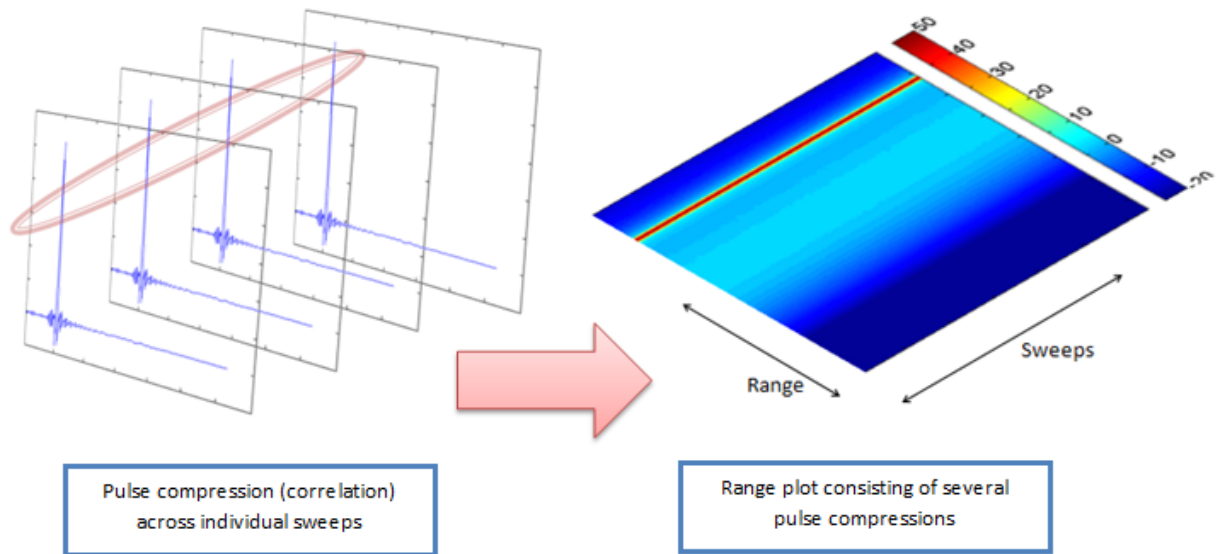 50
40
30
20
10
0
-10
-20
Range
Sweeps
Pulse compression (correlation)
across individual sweeps
Range plot consisting of several
pulse compressions